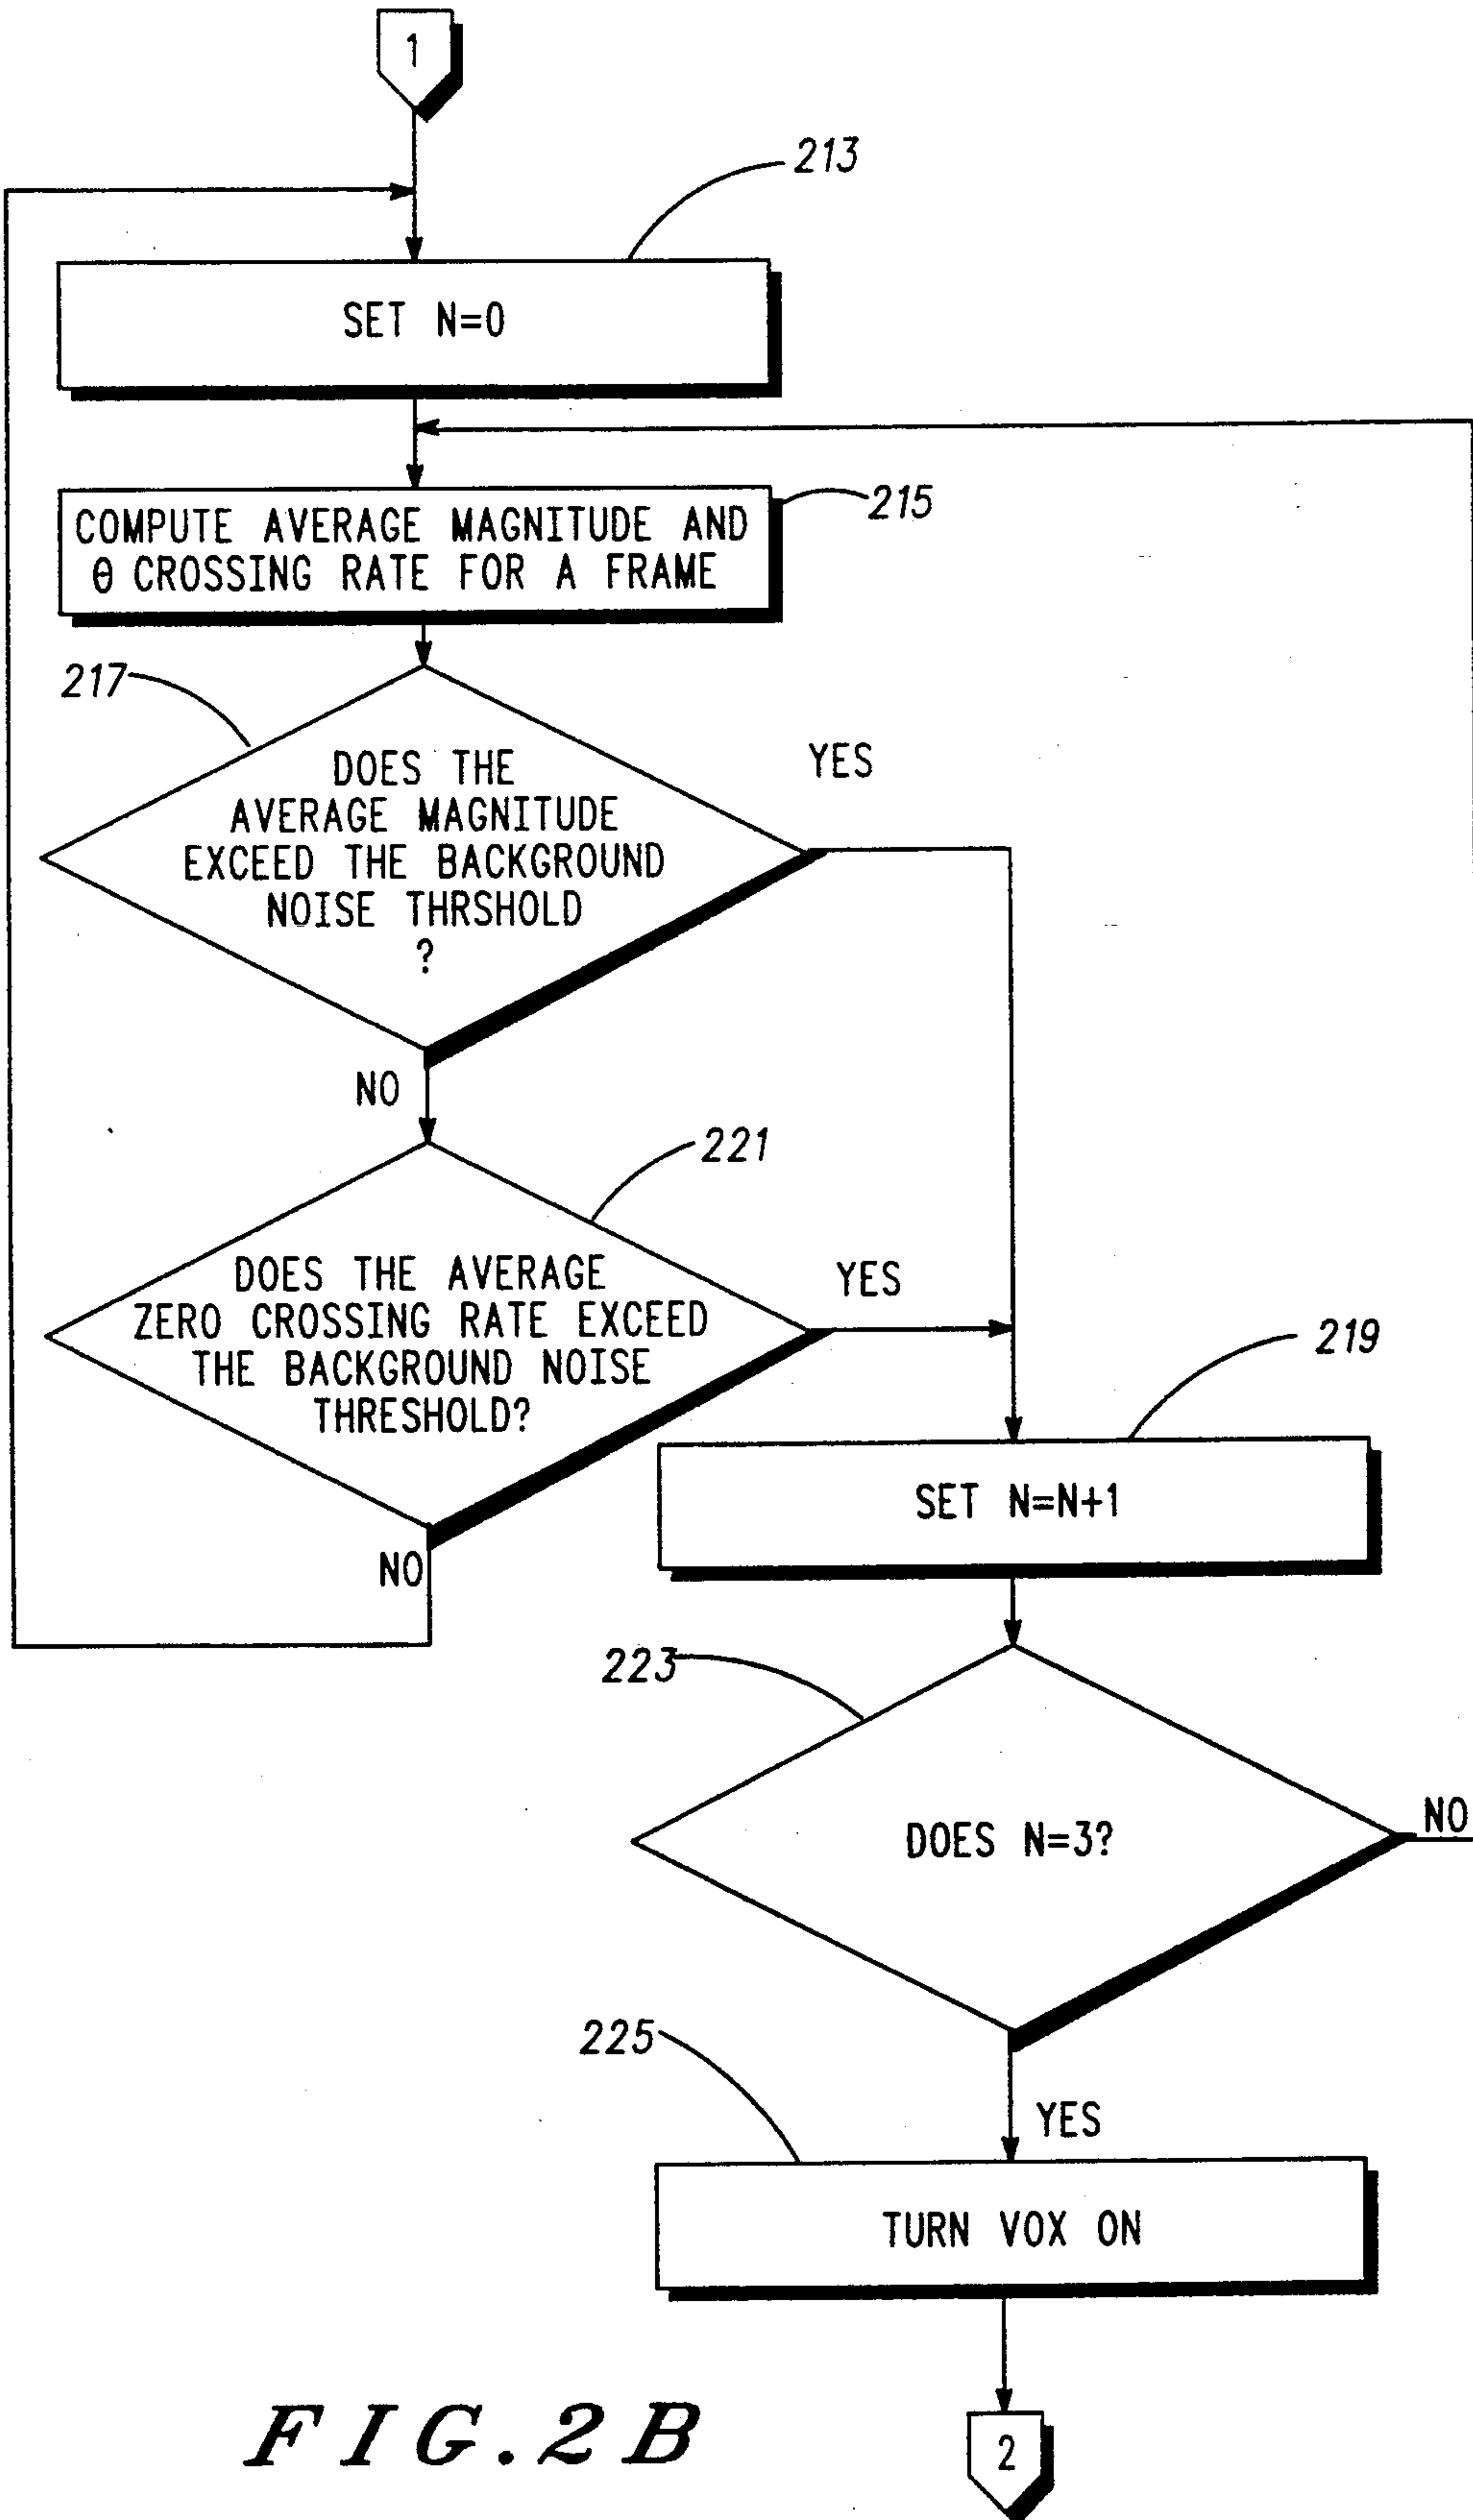 1
213
SET N=0
COMPUTE AVERAGE MAGNITUDE AND
θ CROSSING RATE FOR A FRAME
215
217
DOES THE
AVERAGE MAGNITUDE
EXCEED THE BACKGROUND
NOISE THRSHOLD
?
YES
NO
221
DOES THE AVERAGE
ZERO CROSSING RATE EXCEED
THE BACKGROUND NOISE
THRESHOLD?
YES
NO
219
SET N=N+1
223
DOES N=3?
NO
YES
225
TURN VOX ON
2
FIG. 2B